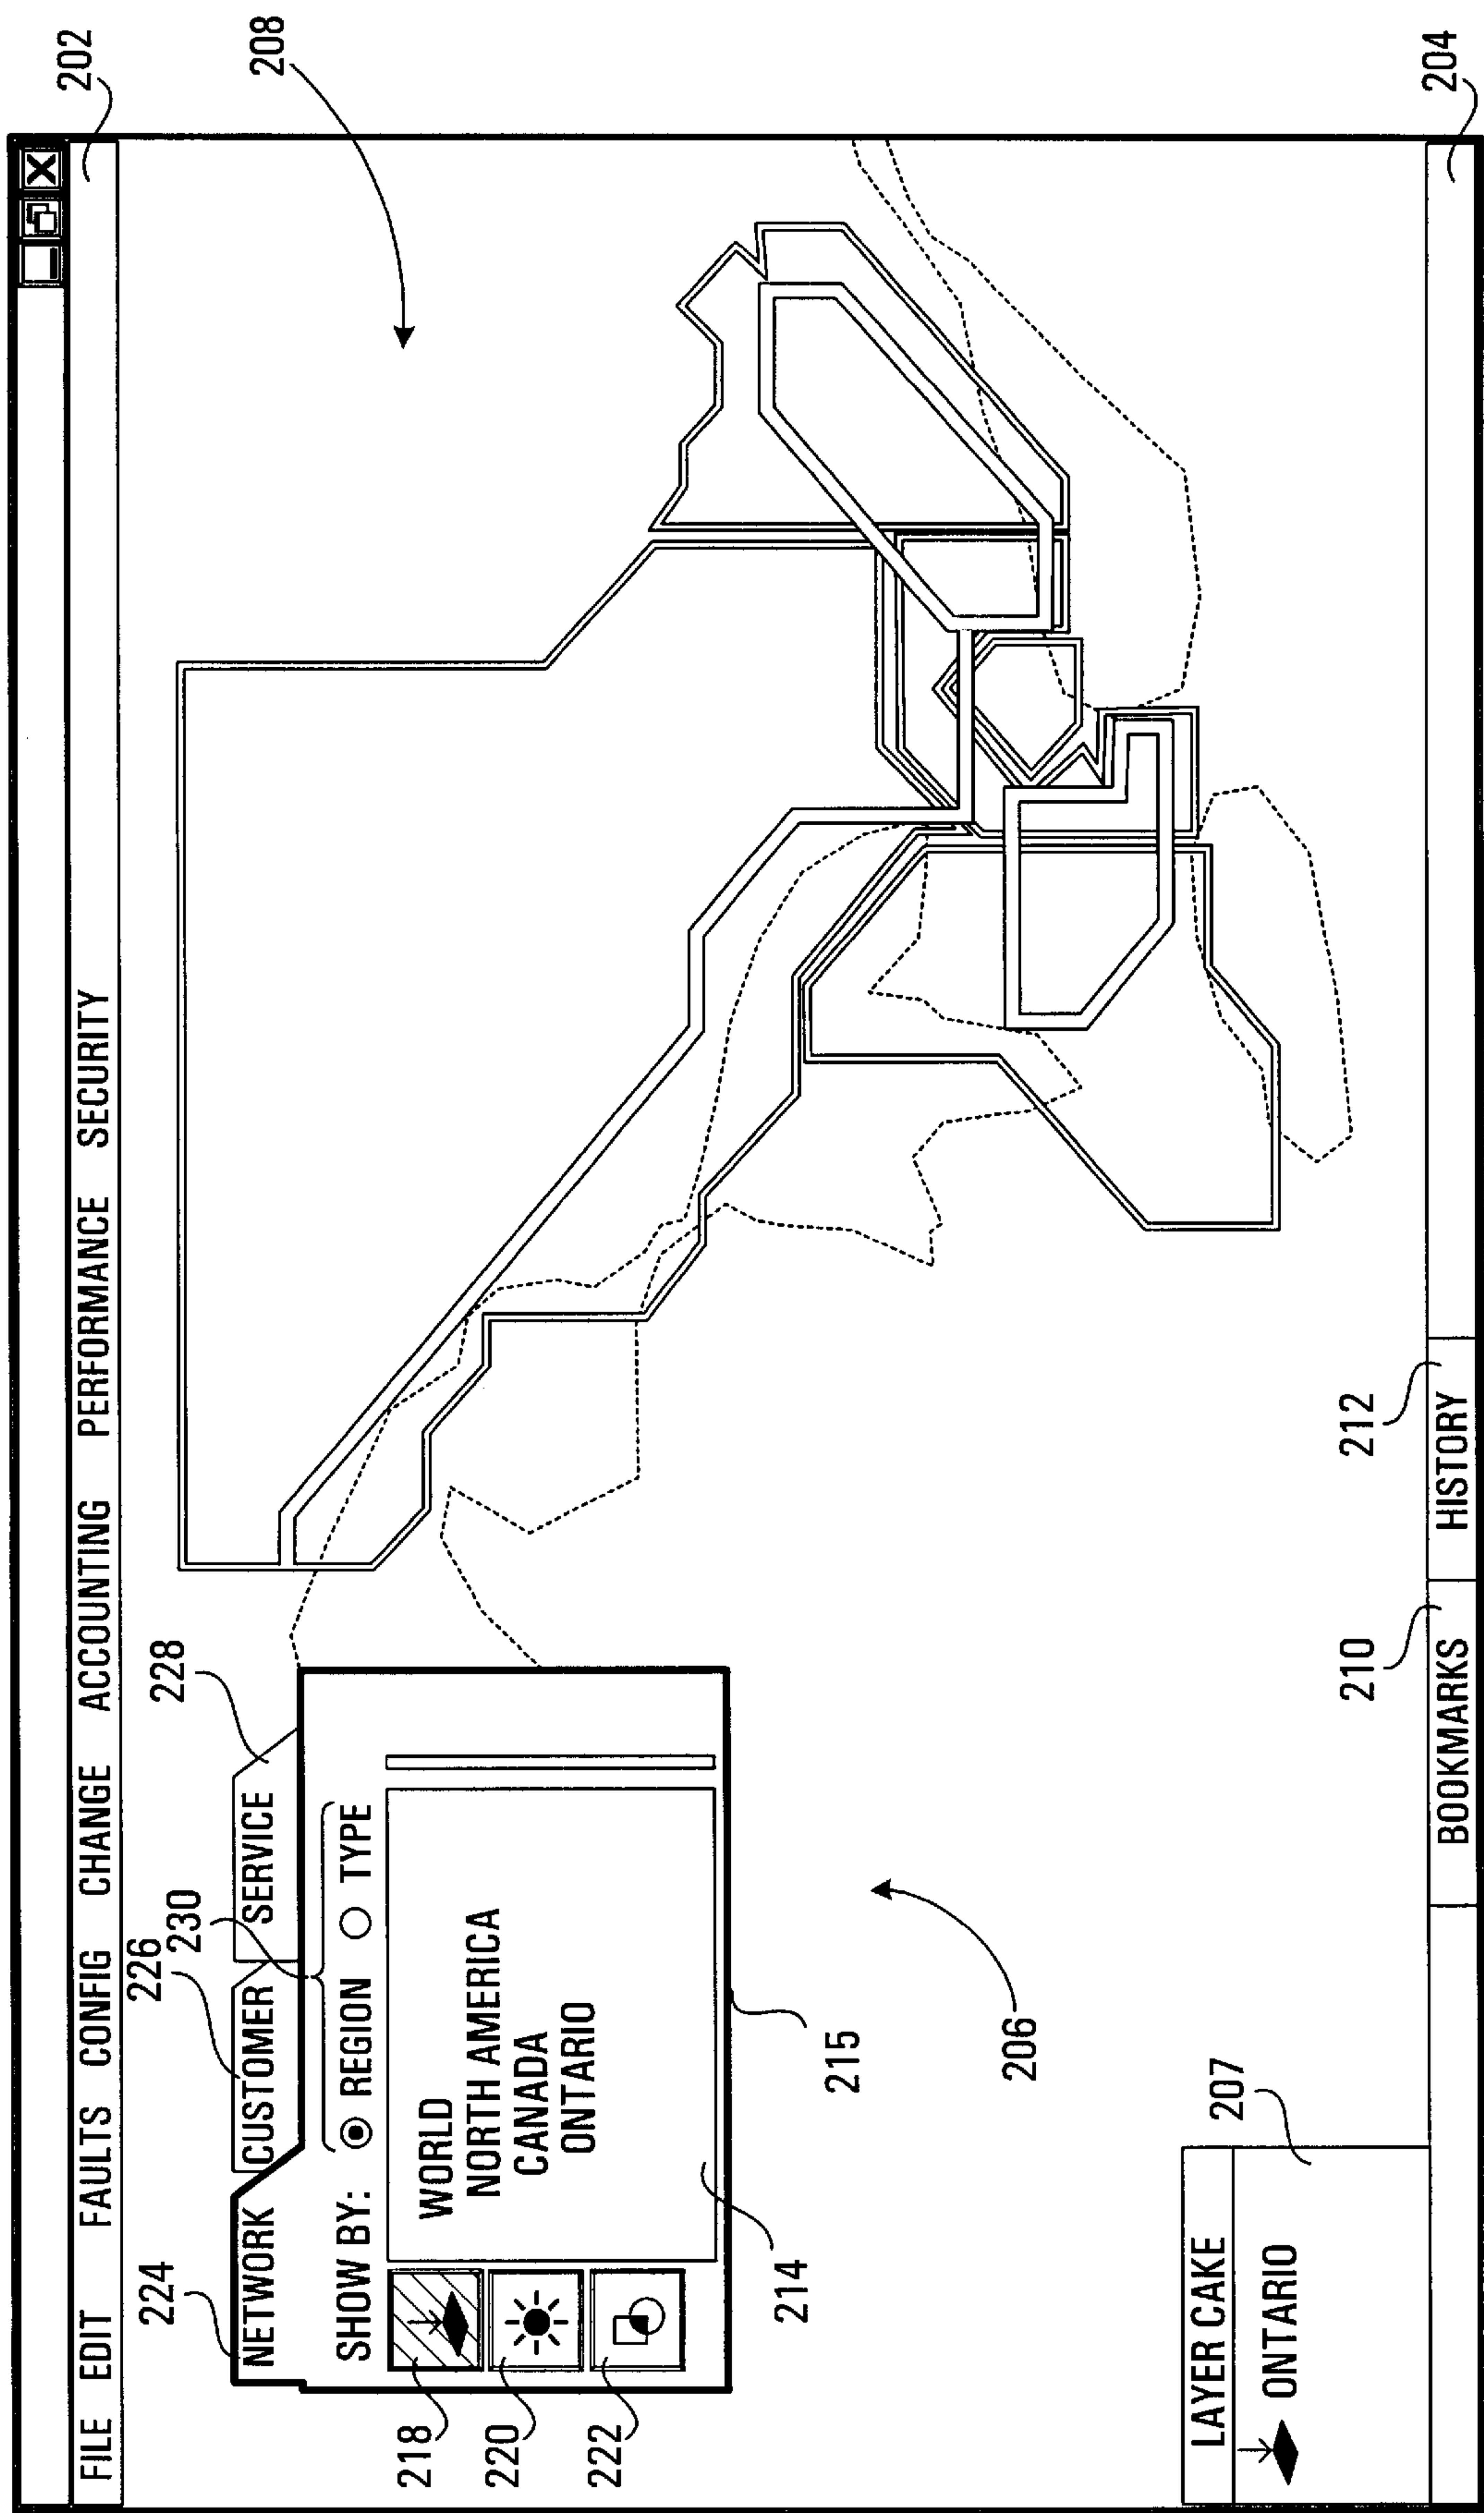 202
208
FILE EDIT FAULTS CONFIG CHANGE ACCOUNTING PERFORMANCE SECURITY
224
226
230
228
NETWORK CUSTOMER SERVICE
SHOW BY: REGION TYPE
218
220
222
WORLD
NORTH AMERICA
CANADA
ONTARIO
214
215
206
207
LAYER CAKE
ONTARIO
210
212
BOOKMARKS HISTORY
204